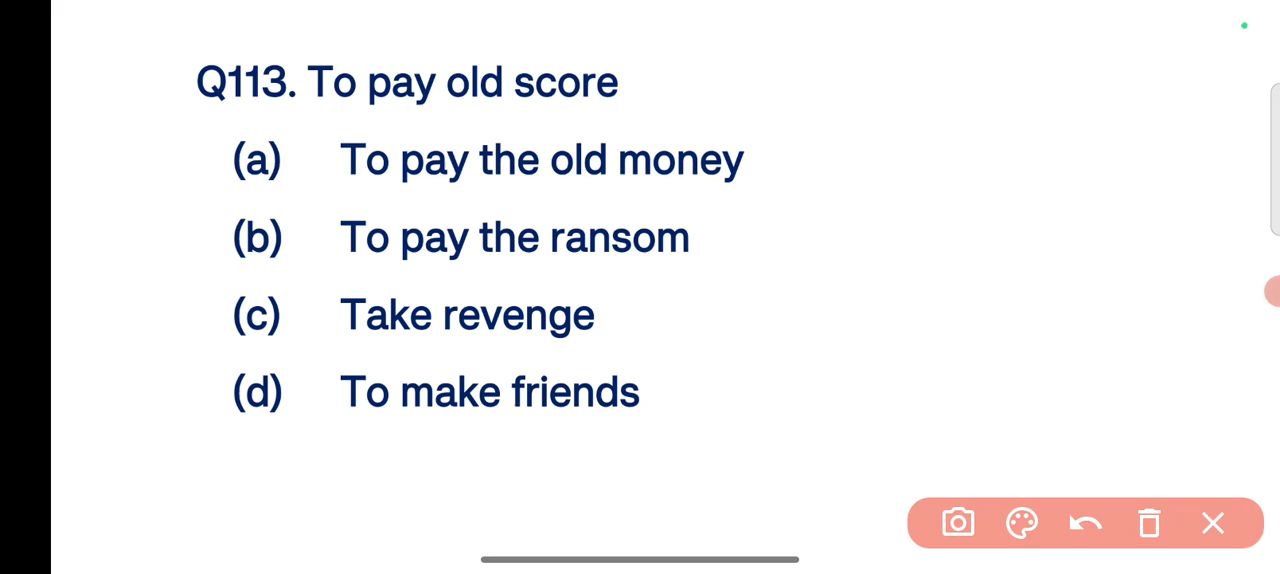 Q113. To pay old score
(a) To pay the old money
(b) To pay the ransom
(c) Take revenge
(d) To make friends